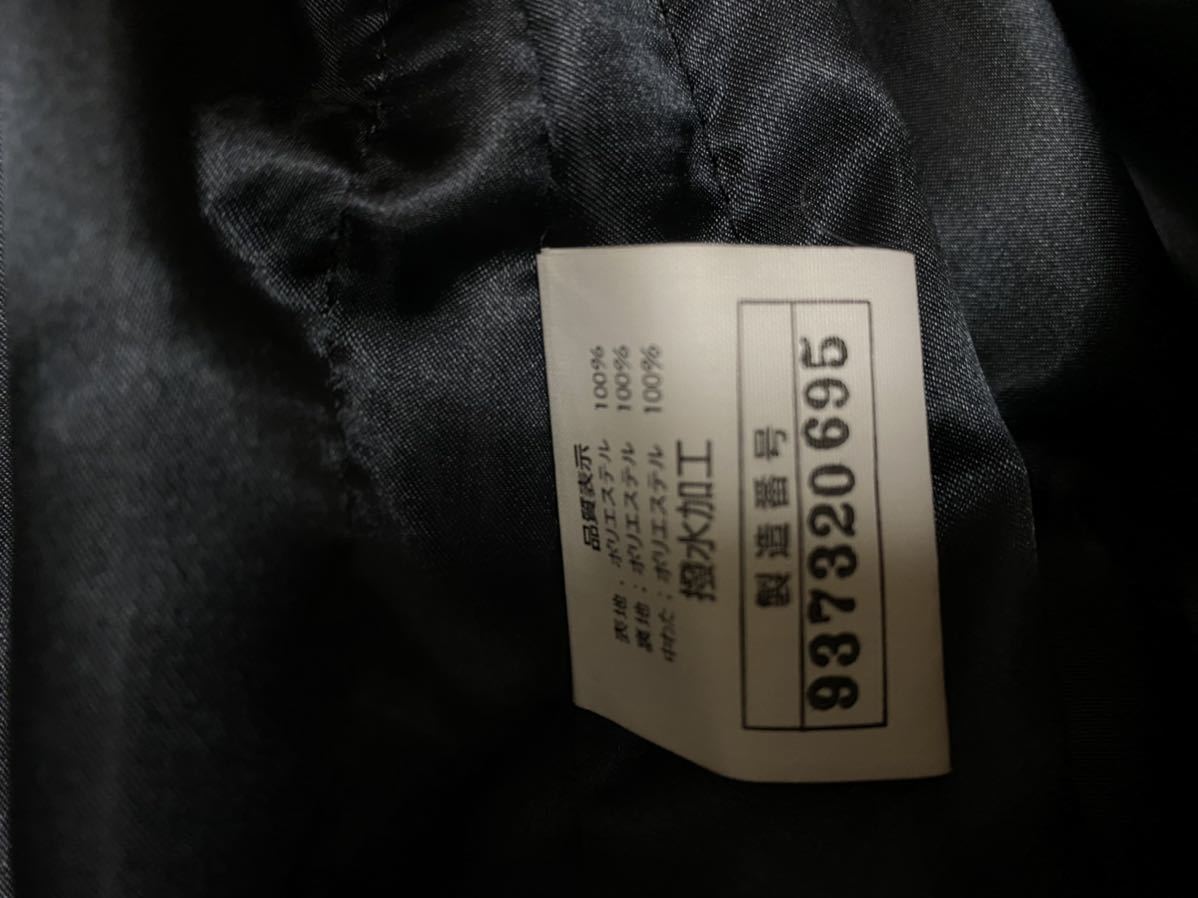 品質表示
表地：ポリエステル 100%
裏地：ポリエステル 100%
中わた：ポリエステル 100%
撥水加工
製造番号
937320695